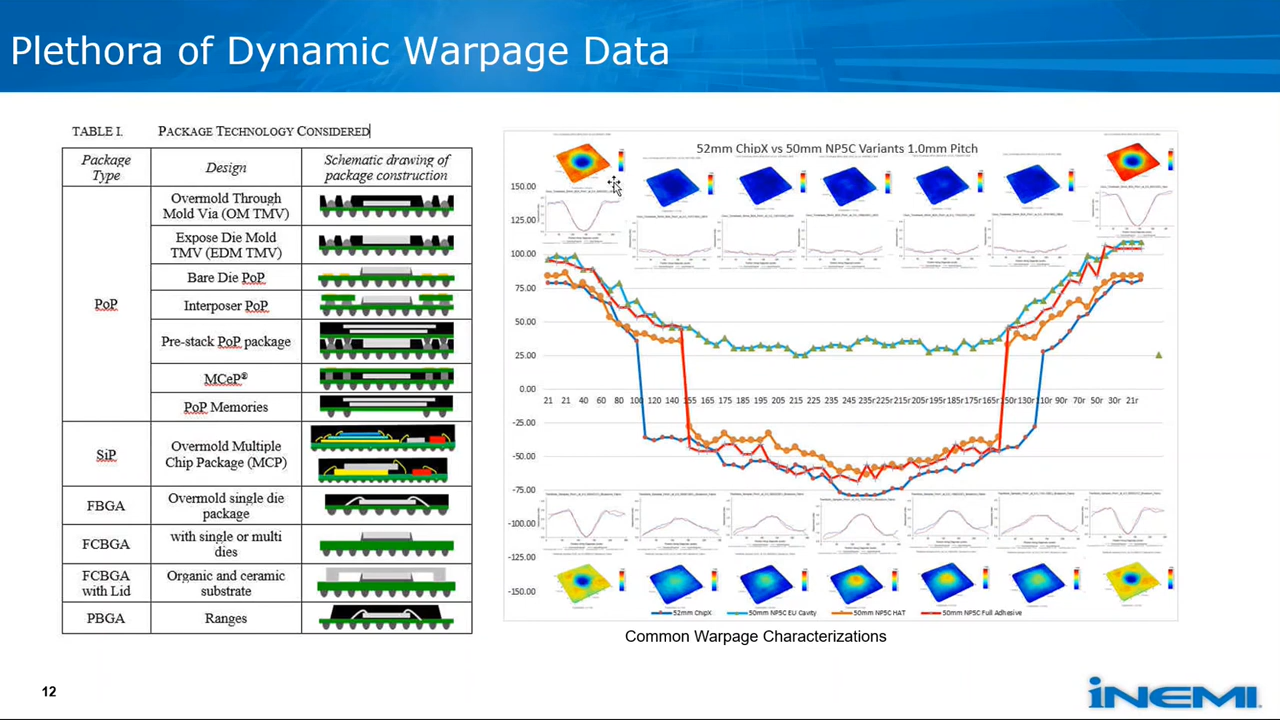 Plethora of Dynamic Warpage Data
TABLE I. PACKAGE TECHNOLOGY CONSIDERED
Package Type
Design
Schematic drawing of package construction
PoP
Overmold Through
Mold Via (OM TMV)
Expose Die Mold
TMV (EDM TMV)
Bare Die PoP
Interposer PoP
Pre-stack PoP package
MCeP®
PoP Memories
SiP
Overmold Multiple
Chip Package (MCP)
FBGA
Overmold single die
package
FCBGA
with single or multi
dies
FCBGA
with Lid
Organic and ceramic
substrate
PBGA
Ranges
52mm ChipX vs 50mm NP5C Variants 1.0mm Pitch
150.00
125.00
100.00
75.00
50.00
25.00
0.00
-25.00
-50.00
-75.00
-100.00
-125.00
-150.00
21 21 40 60 80 100 120 140 155 165 175 185 195 205 215 225 235 245 235r 225r 215r 205r 195r 185r 175r 165r 150r 130r 110r 90r 70r 50r 30r 21r
52mm ChipX
50mm NP5C EU Cavity
50mm NP5C HAT
50mm NP5C Full Adhesive
Common Warpage Characterizations
12
iNEMI